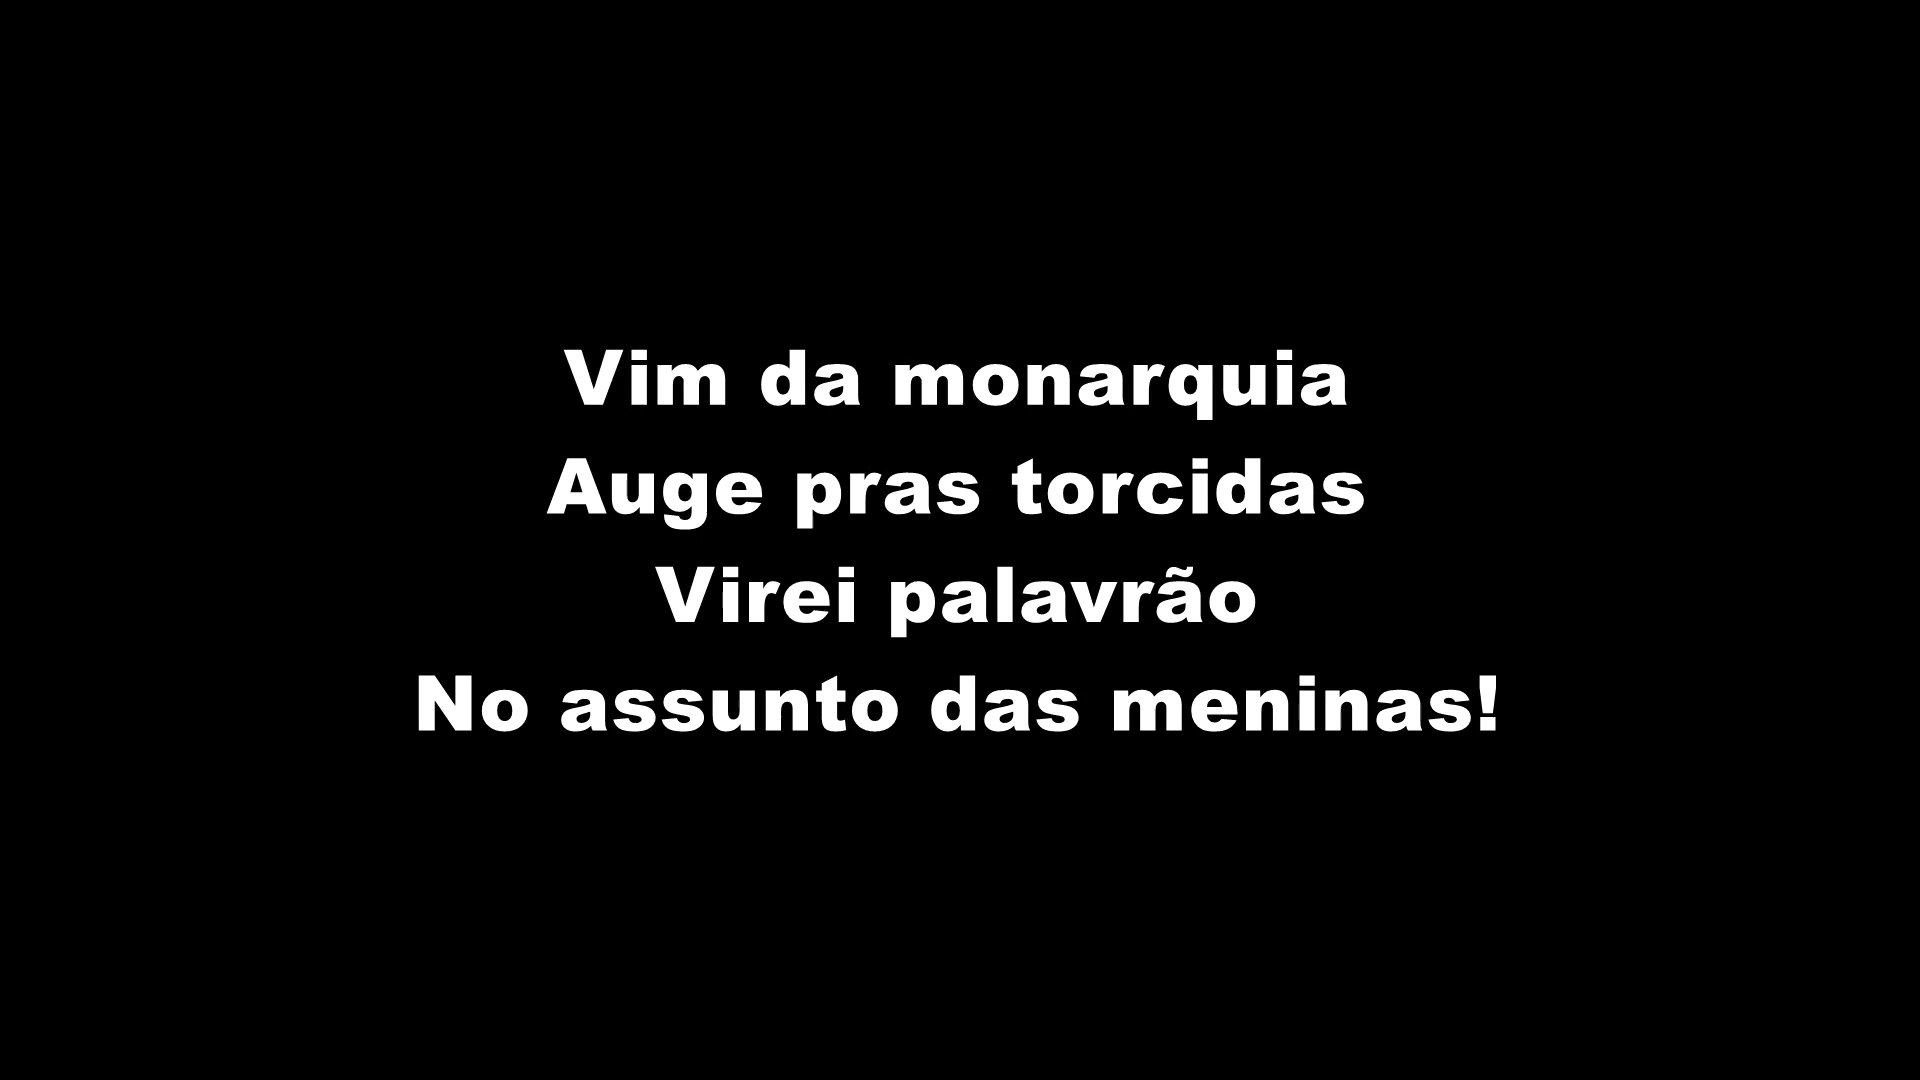 Vim da monarquia
Auge pras torcidas
Virei palavrão
No assunto das meninas!